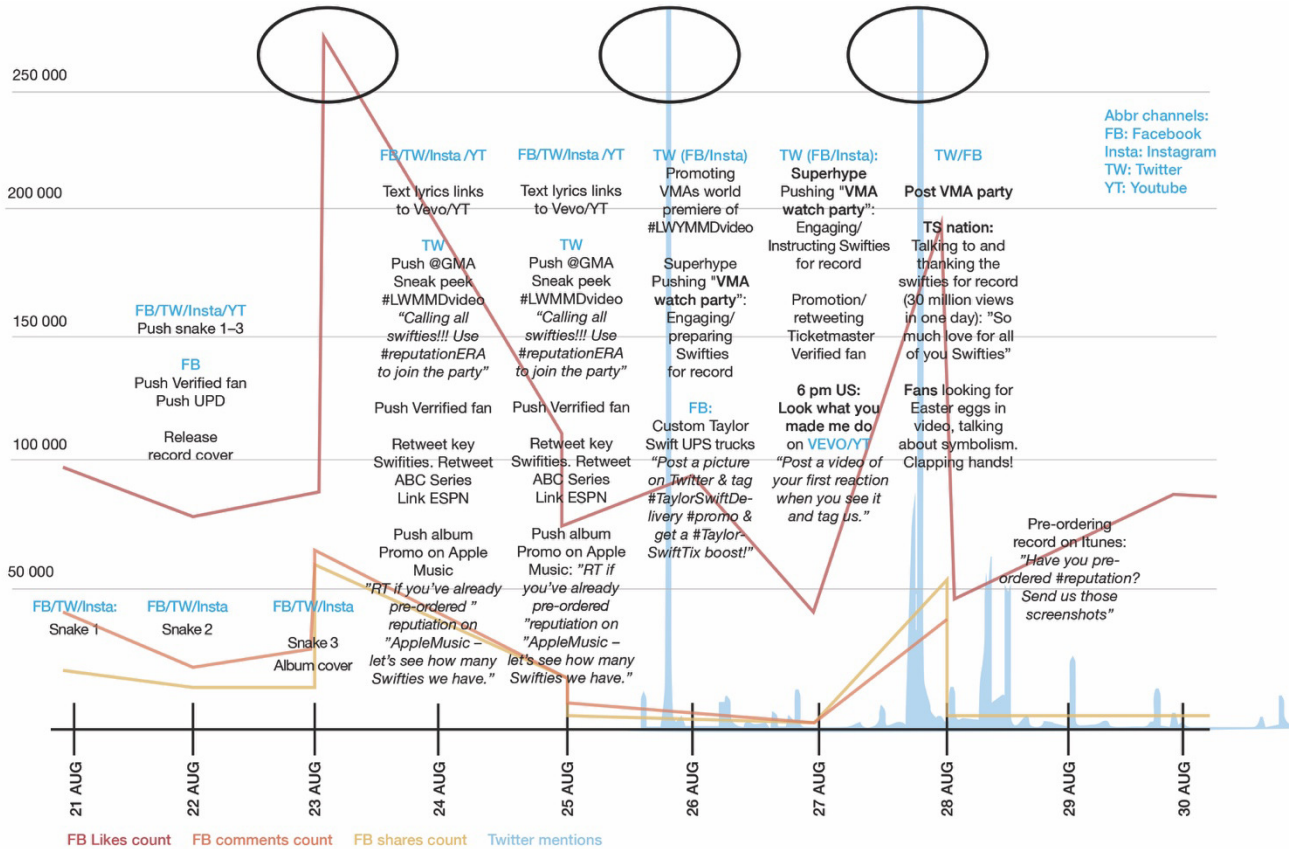 250 000
200 000
150 000
100 000
50 000
Abbr channels:
FB: Facebook
Insta: Instagram
TW: Twitter
YT: Youtube
FB/TW/Insta:
Snake 1
FB/TW/Insta/YT
Push snake 1–3
FB
Push Verified fan
Push UPD
Release
record cover
FB/TW/Insta
Snake 2
FB/TW/Insta
Snake 3
Album cover
FB/TW/Insta /YT
Text lyrics links
to Vevo/YT
TW
Push @GMA
Sneak peek
#LWMMDvideo
“Calling all
swifties!!! Use
#reputationERA
to join the party”
Push Verrified fan
Retweet key
Swifities. Retweet
ABC Series
Link ESPN
Push album
Promo on Apple
Music
”RT if you’ve already
pre-ordered ”
reputiation on
”AppleMusic –
let’s see how many
Swifties we have.”
FB/TW/Insta /YT
Text lyrics links
to Vevo/YT
TW
Push @GMA
Sneak peek
#LWMMDvideo
“Calling all
swifties!!! Use
#reputationERA
to join the party”
Push Verrified fan
Retweet key
Swifities. Retweet
ABC Series
Link ESPN
Push album
Promo on Apple
Music: ”RT if
you’ve already
pre-ordered
”reputiation on
”AppleMusic –
let’s see how many
Swifties we have.”
TW (FB/Insta)
Promoting
VMAs world
premiere of
#LWYMMDvideo
Superhype
Pushing "VMA
watch party”:
Engaging/
preparing
Swifties
for record
FB:
Custom Taylor
Swift UPS trucks
“Post a picture
on Twitter & tag
#TaylorSwiftDe-
livery #promo &
get a #Taylor-
SwiftTix boost!”
TW (FB/Insta):
Superhype
Pushing "VMA
watch party”:
Engaging/
Instructing Swifties
for record
Promotion/
retweeting
Ticketmaster
Verified fan
6 pm US:
Look what you
made me do
on VEVO/YT
“Post a video of
your first reaction
when you see it
and tag us.”
TW/FB
Post VMA party
TS nation:
Talking to and
thanking the
swifties for record
(30 million views
in one day): ”So
much love for all
of you Swifties”
Fans looking for
Easter eggs in
video, talking
about symbolism.
Clapping hands!
Pre-ordering
record on Itunes:
”Have you pre-
ordered #reputation?
Send us those
screenshots”
21 AUG
22 AUG
23 AUG
24 AUG
25 AUG
26 AUG
27 AUG
28 AUG
29 AUG
30 AUG
FB Likes count FB comments count FB shares count Twitter mentions